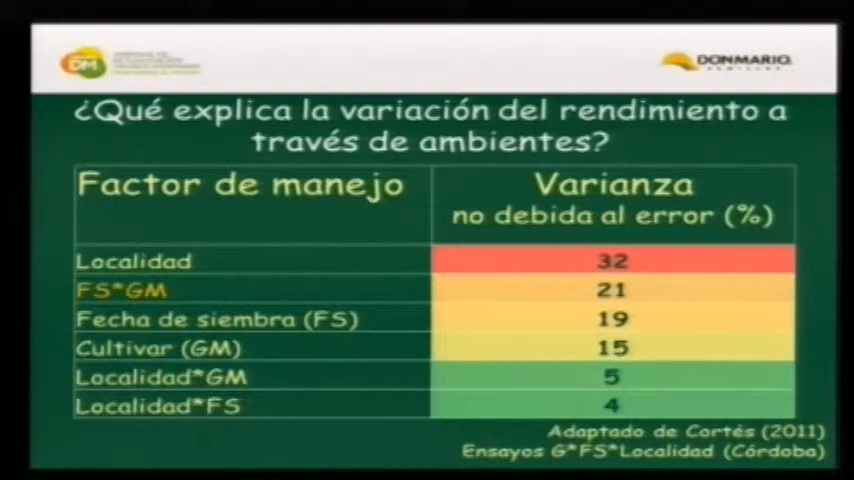 DM
DONMARIO
¿Qué explica la variación del rendimiento a
través de ambientes?
Factor de manejo
Varianza
no debida al error (%)
Localidad 32
FS*GM 21
Fecha de siembra (FS) 19
Cultivar (GM) 15
Localidad*GM 5
Localidad*FS 4
Adaptado de Cortés (2011)
Ensayos G*FS*Localidad (Córdoba)